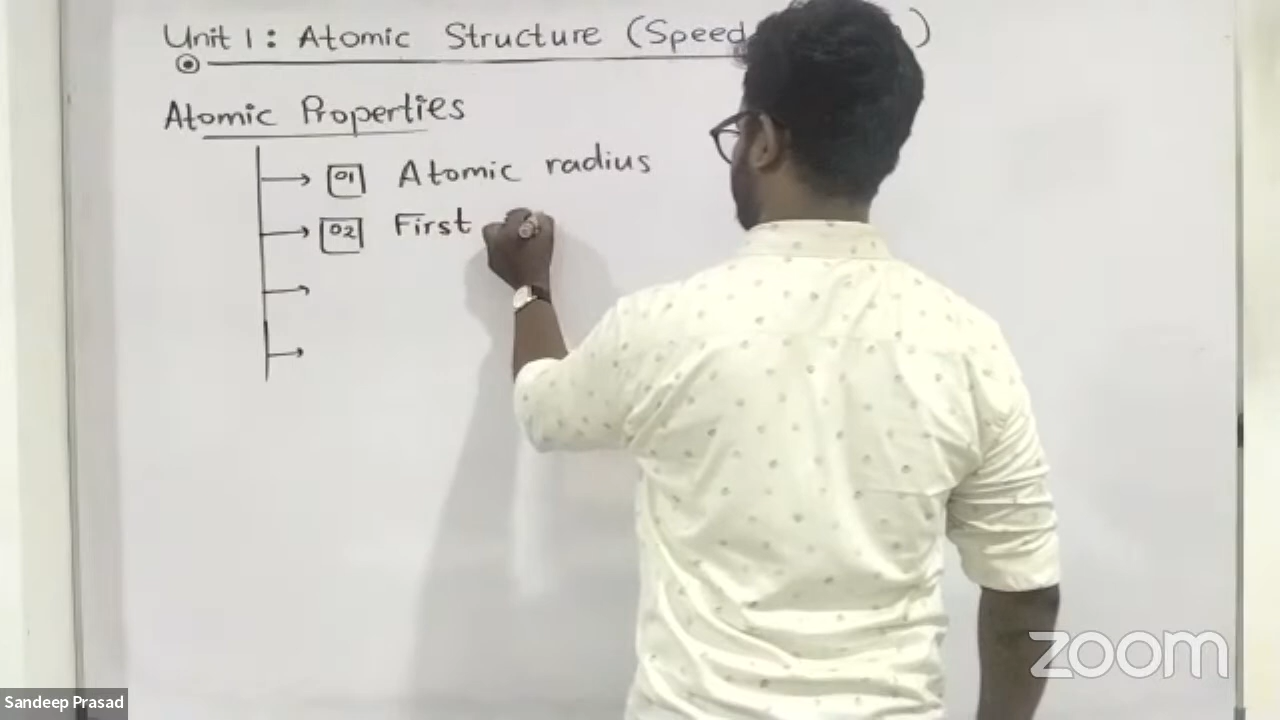 Unit 1: Atomic Structure (Speed )
Atomic Properties
01 Atomic radius
02 First
zoom
Sandeep Prasad